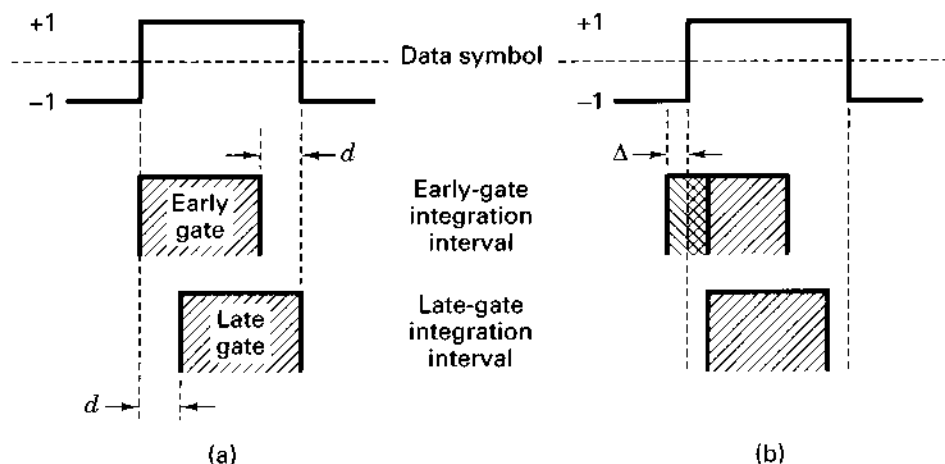 +1
Data symbol
−1
d
Early
gate
Early-gate
integration
interval
Late
gate
Late-gate
integration
interval
d
(a)
+1
−1
Δ
(b)